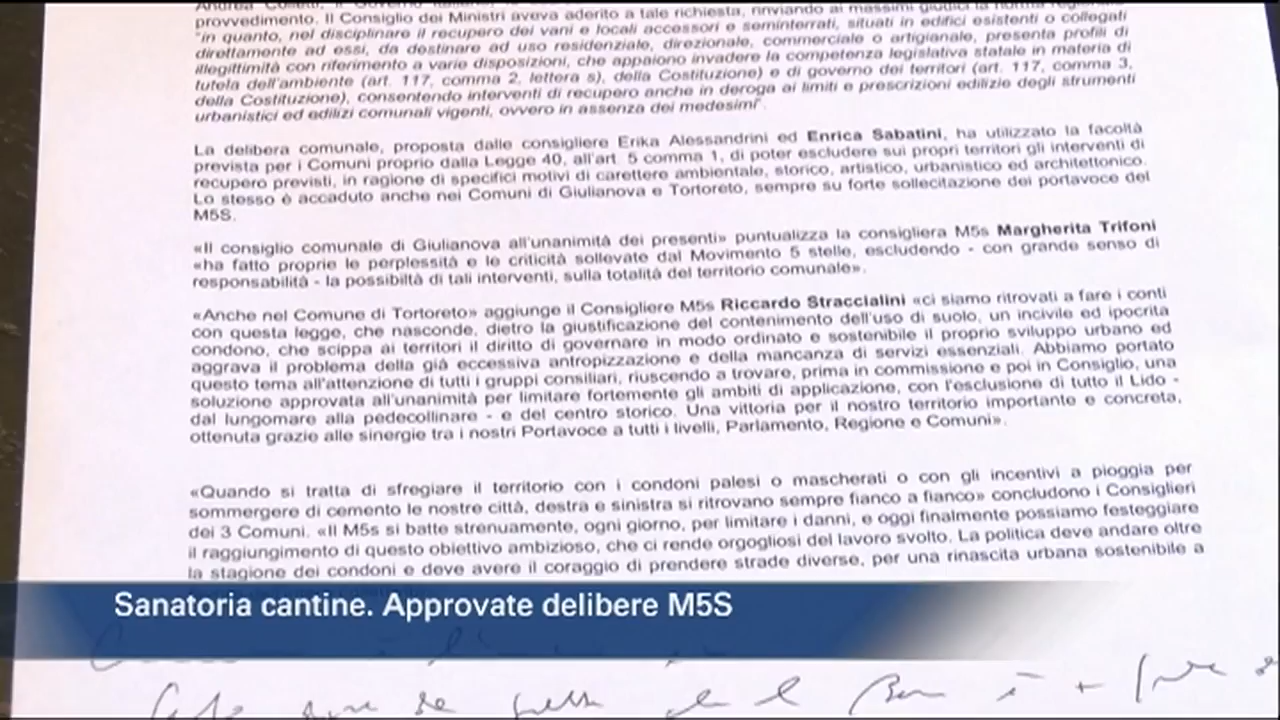 Andrea Colletti, il Governo italiano,
provvedimento. Il Consiglio dei Ministri aveva aderito a tale richiesta, rinviando ai massimi giudici la norma
"in quanto, nel disciplinare il recupero dei vani e locali accessori e seminterrati, situati in edifici esistenti o collegati
direttamente ad essi, da destinare ad uso residenziale, direzionale, commerciale o artigianale, presenta profili di
illegittimità con riferimento a varie disposizioni, che appaiono invadere la competenza legislativa statale in materia di
tutela dell'ambiente (art. 117, comma 2, lettera s), della Costituzione) e di governo dei territori (art. 117, comma 3,
della Costituzione), consentendo interventi di recupero anche in deroga ai limiti e prescrizioni edilizie degli strumenti
urbanistici ed edilizi comunali vigenti, ovvero in assenza dei medesimi".
La delibera comunale, proposta dalle consigliere Erika Alessandrini ed Enrica Sabatini, ha utilizzato la facoltà
prevista per i Comuni proprio dalla Legge 40, all'art. 5 comma 1, di poter escludere sui propri territori gli interventi di
recupero previsti, in ragione di specifici motivi di carettere ambientale, storico, artistico, urbanistico ed architettonico.
Lo stesso è accaduto anche nei Comuni di Giulianova e Tortoreto, sempre su forte sollecitazione dei portavoce del
M5S.
«Il consiglio comunale di Giulianova all'unanimità dei presenti» puntualizza la consigliera M5s Margherita Trifoni
«ha fatto proprie le perplessità e le criticità sollevate dal Movimento 5 stelle, escludendo - con grande senso di
responsabilità - la possibiltà di tali interventi, sulla totalità del territorio comunale».
«Anche nel Comune di Tortoreto» aggiunge il Consigliere M5s Riccardo Straccialini «ci siamo ritrovati a fare i conti
con questa legge, che nasconde, dietro la giustificazione del contenimento dell'uso di suolo, un incivile ed ipocrita
condono, che scippa ai territori il diritto di governare in modo ordinato e sostenibile il proprio sviluppo urbano ed
aggrava il problema della già eccessiva antropizzazione e della mancanza di servizi essenziali. Abbiamo portato
questo tema all'attenzione di tutti i gruppi consiliari, riuscendo a trovare, prima in commissione e poi in Consiglio, una
soluzione approvata all'unanimità per limitare fortemente gli ambiti di applicazione, con l'esclusione di tutto il Lido -
dal lungomare alla pedecollinare - e del centro storico. Una vittoria per il nostro territorio importante e concreta,
ottenuta grazie alle sinergie tra i nostri Portavoce a tutti i livelli, Parlamento, Regione e Comuni».
«Quando si tratta di sfregiare il territorio con i condoni palesi o mascherati o con gli incentivi a pioggia per
sommergere di cemento le nostre città, destra e sinistra si ritrovano sempre fianco a fianco» concludono i Consiglieri
dei 3 Comuni. «Il M5s si batte strenuamente, ogni giorno, per limitare i danni, e oggi finalmente possiamo festeggiare
il raggiungimento di questo obiettivo ambizioso, che ci rende orgogliosi del lavoro svolto. La politica deve andare oltre
la stagione dei condoni e deve avere il coraggio di prendere strade diverse, per una rinascita urbana sostenibile a
Sanatoria cantine. Approvate delibere M5S